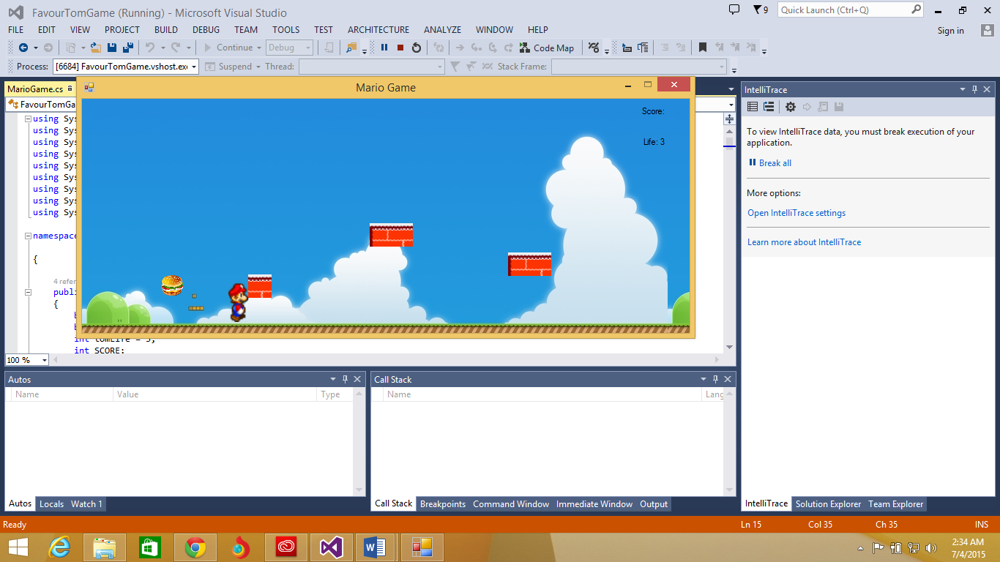 FavourTomGame (Running) - Microsoft Visual Studio
9
Quick Launch (Ctrl+Q)
FILE EDIT VIEW PROJECT BUILD DEBUG TEAM TOOLS TEST ARCHITECTURE ANALYZE WINDOW HELP
Sign in
Continue Debug Code Map
Process: [6684] FavourTomGame.vshost.exe Suspend Thread: Stack Frame:
MarioGame.cs
Mario Game
IntelliTrace
FavourTomGa
using Sys
using Sys
using Sys
using Sys
using Sys
using Sys
using Sys
using Sys
using Sys
namespace
{
4 refer
publi
{
int tomLife = 3;
int SCORE;
Score:
Life: 3
100 %
To view IntelliTrace data, you must break execution of your
application.
Break all
More options:
Open IntelliTrace settings
Learn more about IntelliTrace
Autos
Name Value Type
Autos Locals Watch 1
Call Stack
Name Lang
Call Stack Breakpoints Command Window Immediate Window Output
IntelliTrace Solution Explorer Team Explorer
Ready
Ln 15 Col 35 Ch 35 INS
2:34 AM
7/4/2015